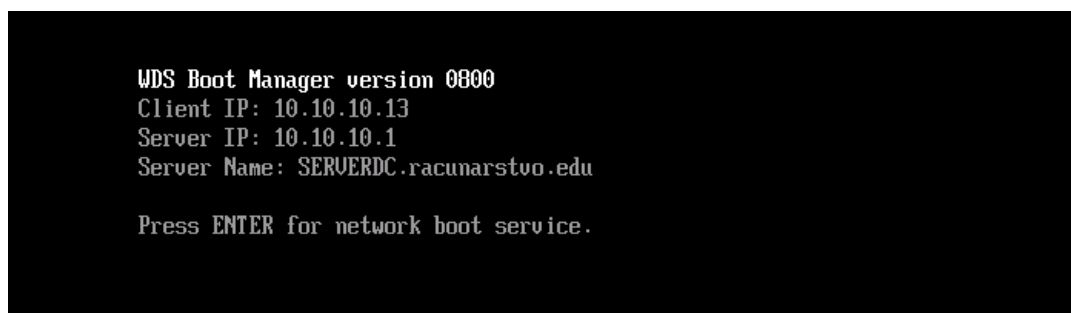 WDS Boot Manager version 0800
Client IP: 10.10.10.13
Server IP: 10.10.10.1
Server Name: SERVERDC.racunarstvo.edu
Press ENTER for network boot service.